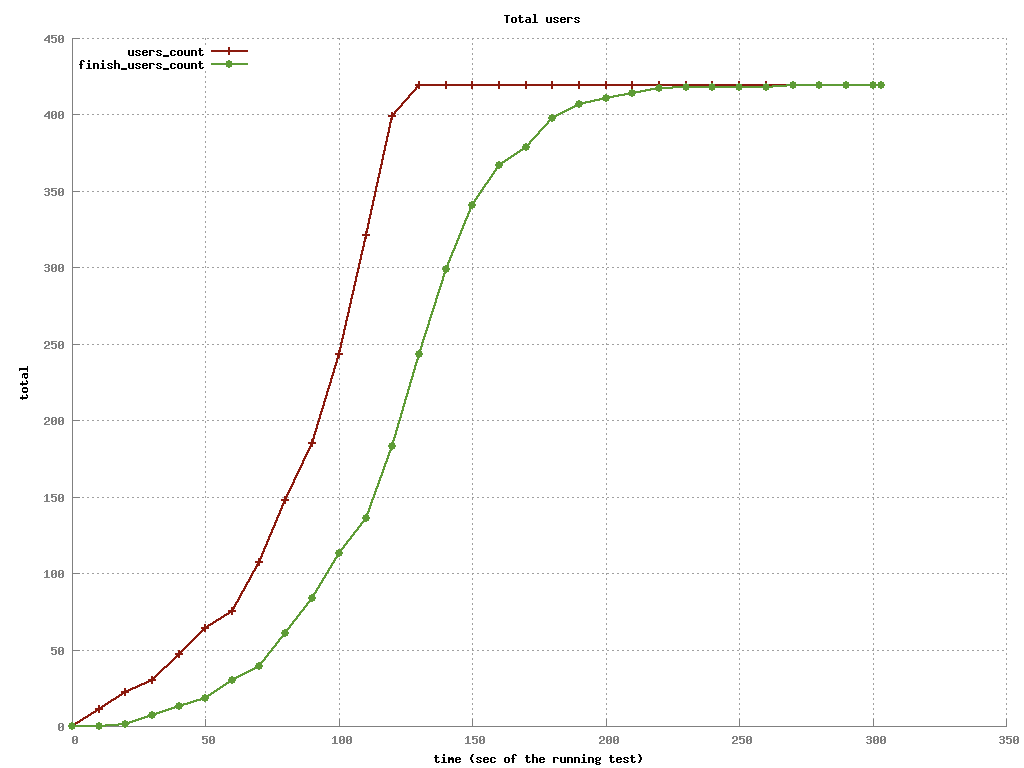 Total users
users_count
finish_users_count
450
400
350
300
250
200
150
100
50
0
total
0 50 100 150 200 250 300 350
time (sec of the running test)